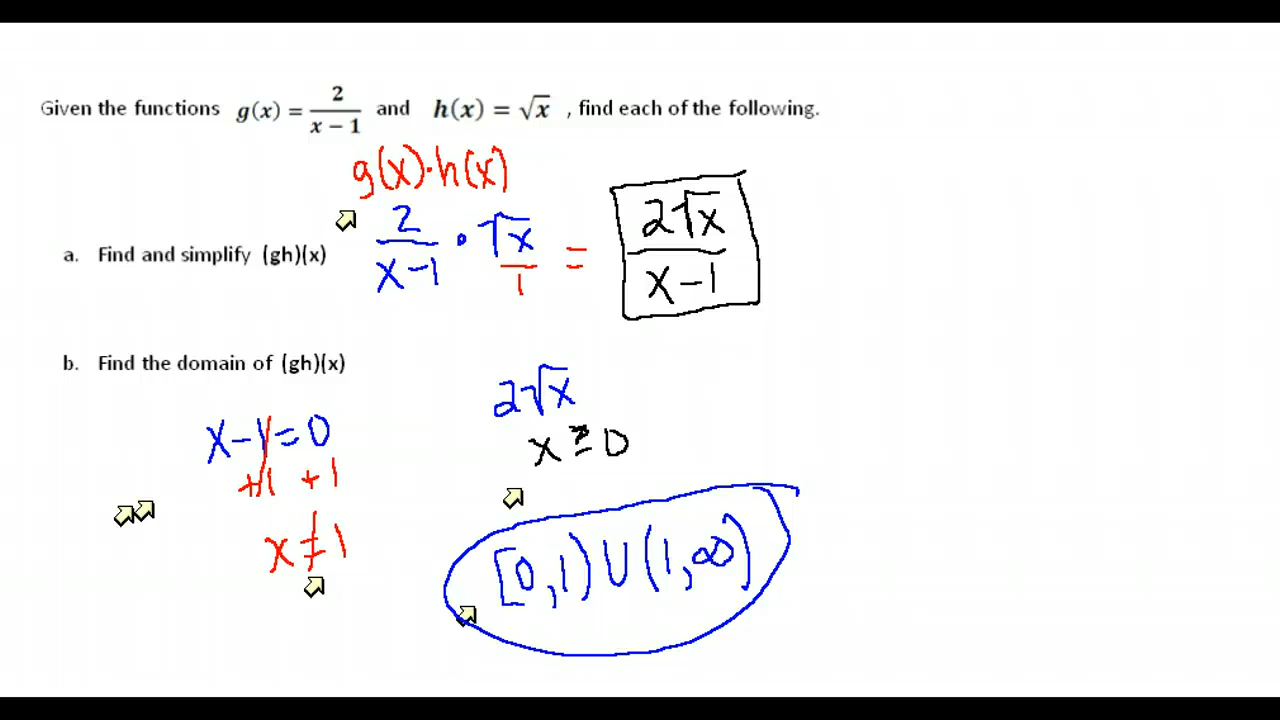 Given the functions g(x) = 2/(x − 1) and h(x) = √x , find each of the following.
g(x)·h(x)
a. Find and simplify (gh)(x) 2/(x−1) · √x/1 = 2√x/(x−1)
b. Find the domain of (gh)(x)
2√x
x−1=0
x ≥ 0
+1 +1
x ≠ 1
[0,1) U (1,∞)